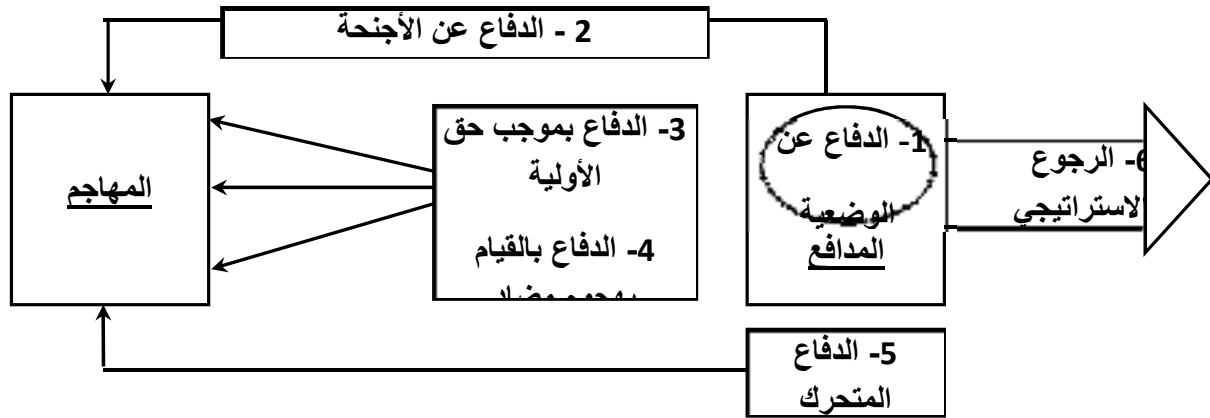 2 - الدفاع عن الأجنحة
1- الدفاع عن
الوضعية
المدافع
3- الدفاع بموجب حق
الأولية
4- الدفاع بالقيام
المهاجم
6- الرجوع
الاستراتيجي
5- الدفاع
المتحرك